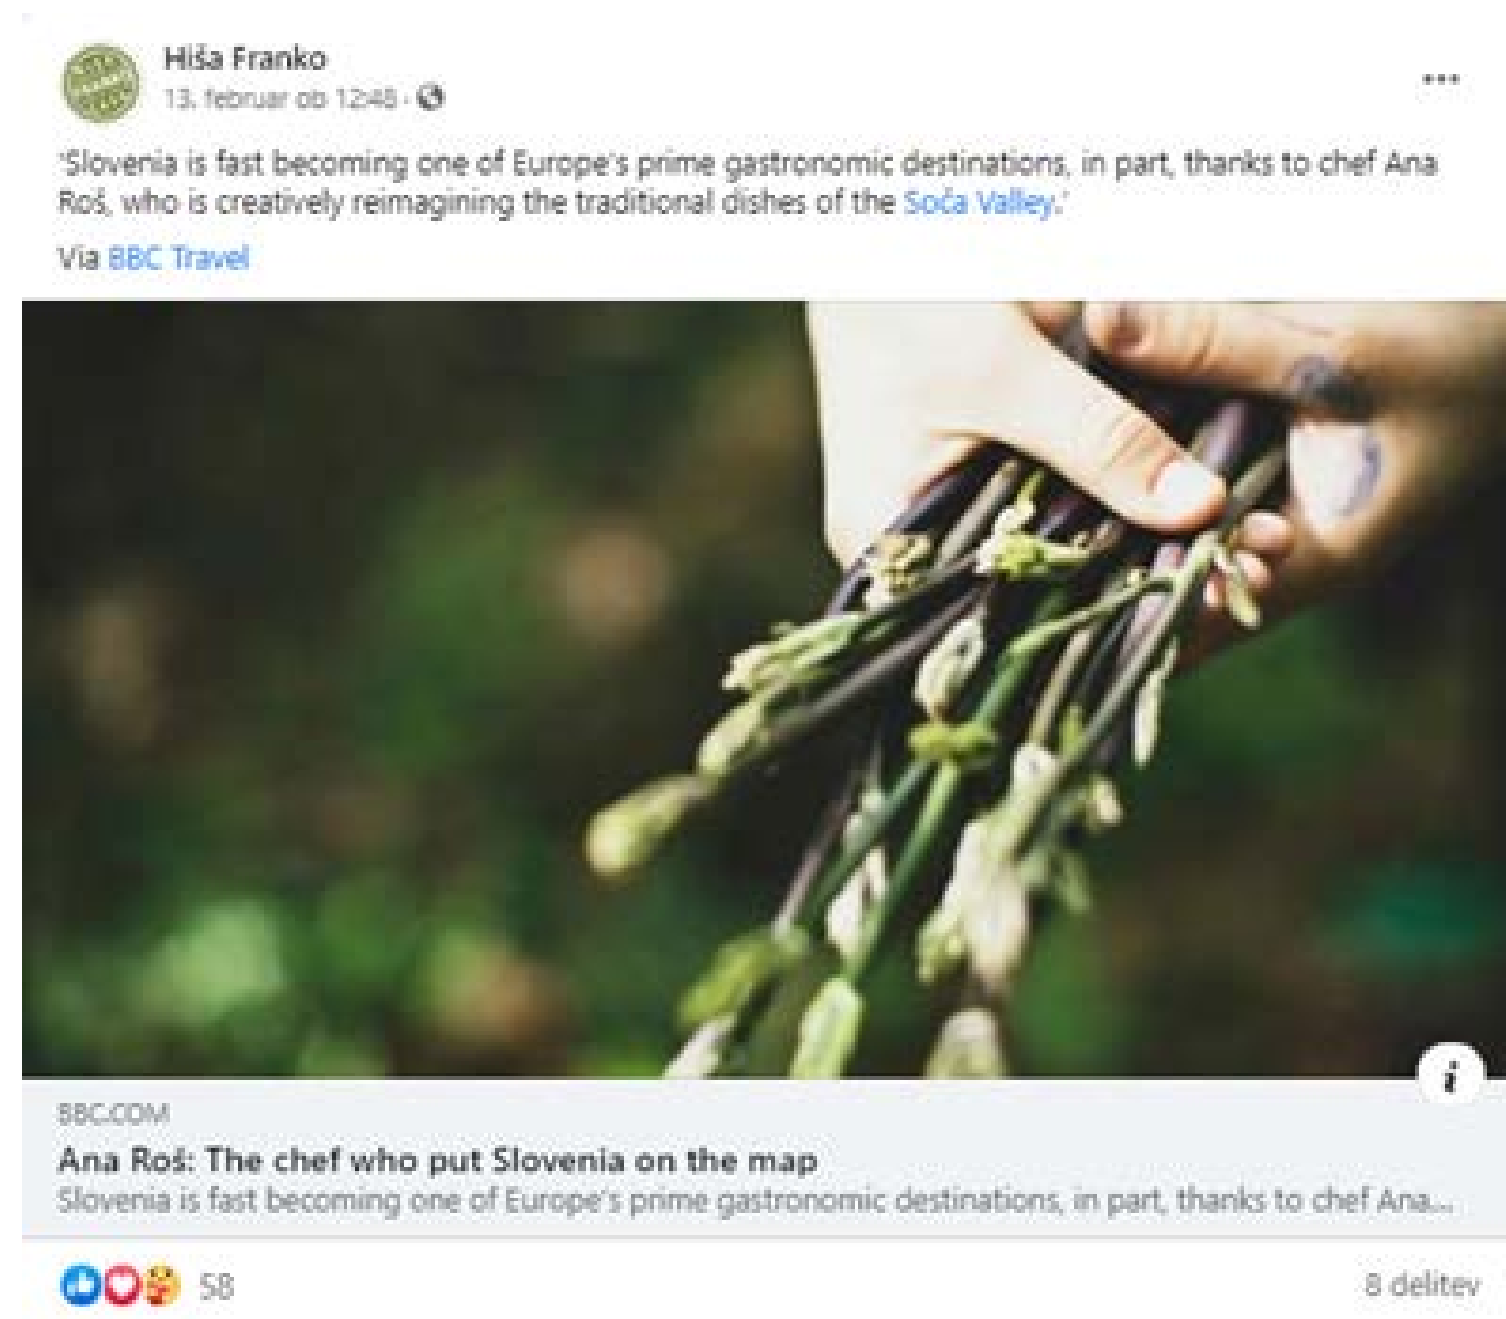 Hiša Franko
13. februar ob 12:48 ·
'Slovenia is fast becoming one of Europe's prime gastronomic destinations, in part, thanks to chef Ana
Roš, who is creatively reimagining the traditional dishes of the Soča Valley.'
Via BBC Travel
BBC.COM
Ana Roš: The chef who put Slovenia on the map
Slovenia is fast becoming one of Europe's prime gastronomic destinations, in part, thanks to chef Ana...
58
8 delitev